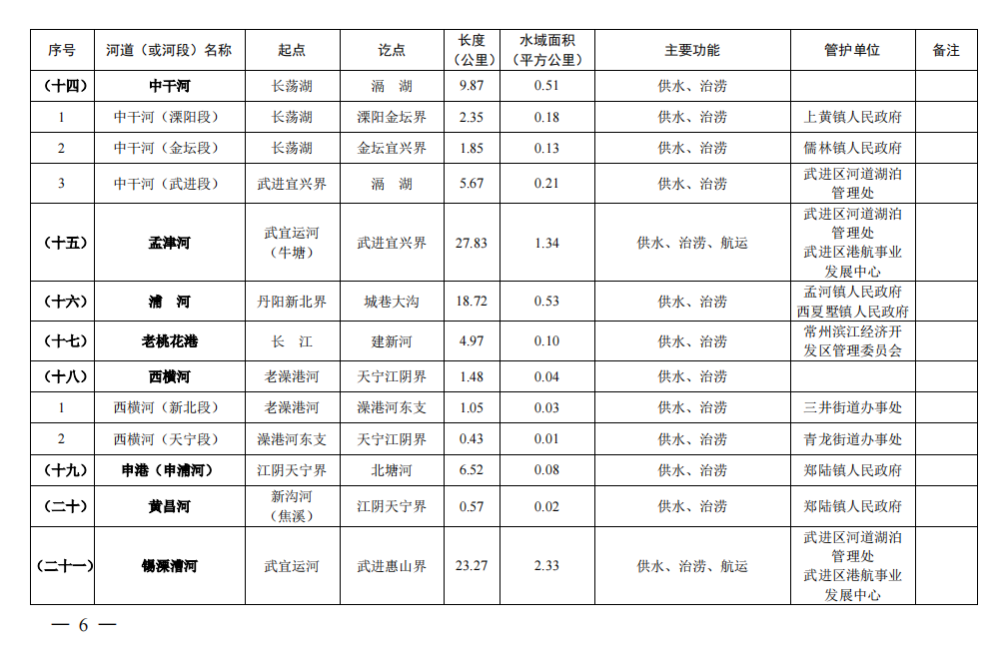 序号 河道（或河段）名称 起点 讫点 长度（公里） 水域面积（平方公里） 主要功能 管护单位 备注
（十四） 中干河 长荡湖 滆 湖 9.87 0.51 供水、治涝
1 中干河（溧阳段） 长荡湖 溧阳金坛界 2.35 0.18 供水、治涝 上黄镇人民政府
2 中干河（金坛段） 长荡湖 金坛宜兴界 1.85 0.13 供水、治涝 儒林镇人民政府
3 中干河（武进段） 武进宜兴界 滆 湖 5.67 0.21 供水、治涝 武进区河道湖泊管理处
（十五） 孟津河 武宜运河（牛塘） 武进宜兴界 27.83 1.34 供水、治涝、航运 武进区河道湖泊管理处 武进区港航事业发展中心
（十六） 浦 河 丹阳新北界 城巷大沟 18.72 0.53 供水、治涝 孟河镇人民政府 西夏墅镇人民政府
（十七） 老桃花港 长 江 建新河 4.97 0.10 供水、治涝 常州滨江经济开发区管理委员会
（十八） 西横河 老澡港河 天宁江阴界 1.48 0.04 供水、治涝
1 西横河（新北段） 老澡港河 澡港河东支 1.05 0.03 供水、治涝 三井街道办事处
2 西横河（天宁段） 澡港河东支 天宁江阴界 0.43 0.01 供水、治涝 青龙街道办事处
（十九） 申港（申浦河） 江阴天宁界 北塘河 6.52 0.08 供水、治涝 郑陆镇人民政府
（二十） 黄昌河 新沟河（焦溪） 江阴天宁界 0.57 0.02 供水、治涝 郑陆镇人民政府
（二十一） 锡溧漕河 武宜运河 武进惠山界 23.27 2.33 供水、治涝、航运 武进区河道湖泊管理处 武进区港航事业发展中心
— 6 —